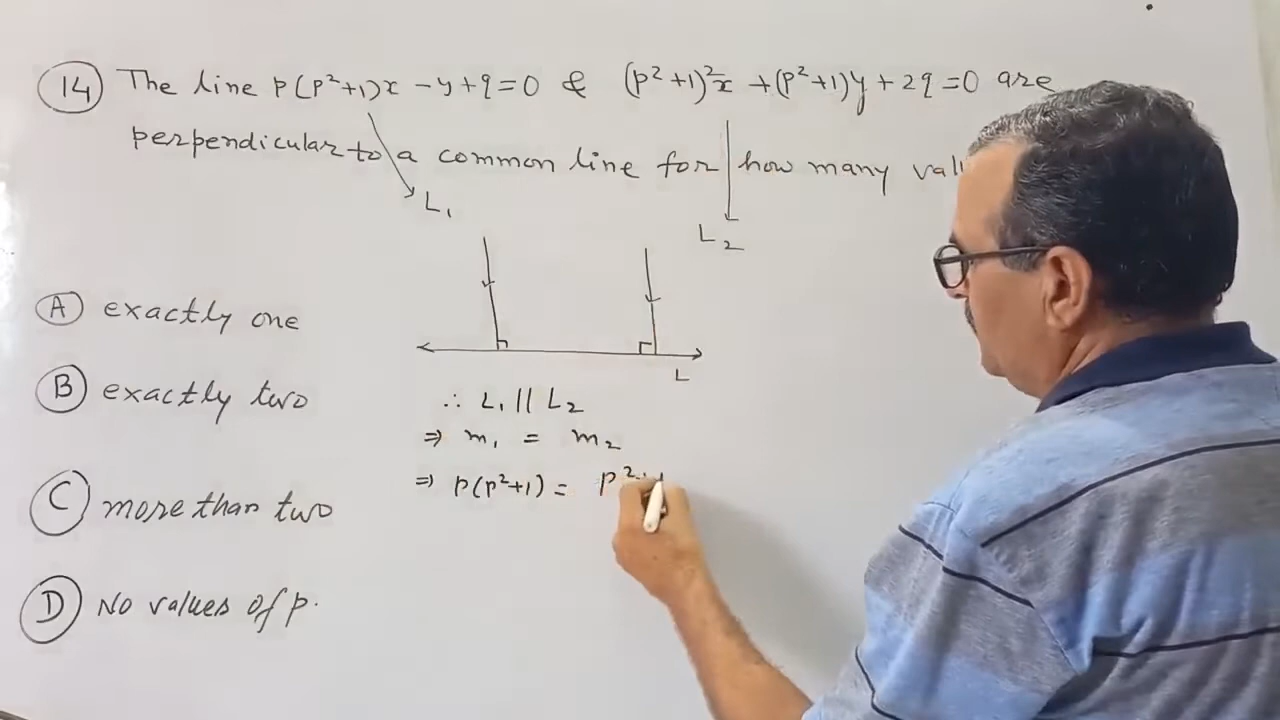 14 The line p(p²+1)x - y + q = 0 & (p²+1)²x + (p²+1)y + 2q = 0 are
perpendicular to a common line for how many
L₁
L₂
L
A exactly one
B exactly two
C more than two
D No values of p.
∴ L₁ || L₂
⇒ m₁ = m₂
⇒ p(p²+1) = p²